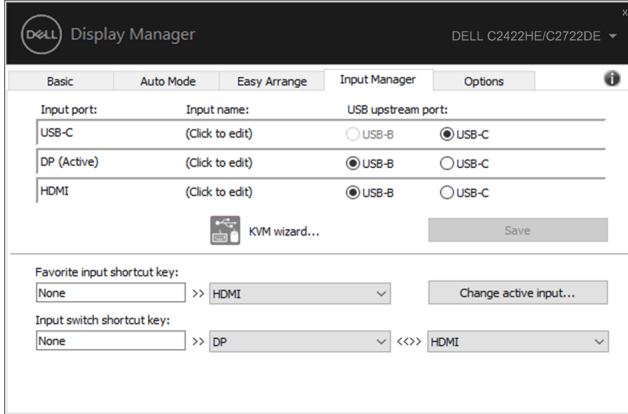 DELL Display Manager DELL C2422HE/C2722DE
x
Basic Auto Mode Easy Arrange Input Manager Options i
Input port: Input name: USB upstream port:
USB-C (Click to edit) USB-B USB-C
DP (Active) (Click to edit) USB-B USB-C
HDMI (Click to edit) USB-B USB-C
KVM wizard... Save
Favorite input shortcut key:
None >> HDMI Change active input...
Input switch shortcut key:
None >> DP <<>> HDMI